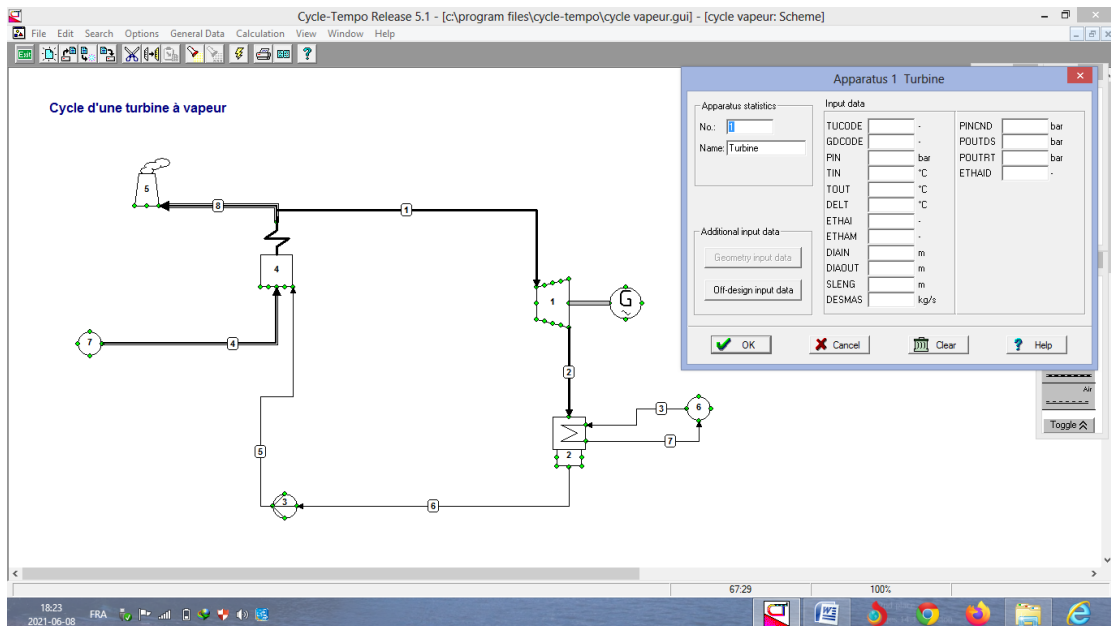 Cycle-Tempo Release 5.1 - [c:\program files\cycle-tempo\cycle vapeur.gui] - [cycle vapeur: Scheme]
File Edit Search Options General Data Calculation View Window Help
Exit
Cycle d'une turbine à vapeur
5
8
1
4
1
G
7
4
2
3
6
7
5
2
3
6
Apparatus 1 Turbine
Apparatus statistics
No.: 1
Name: Turbine
Additional input data
Geometry input data
Off-design input data
Input data
TUCODE -
GDCODE -
PIN bar
TIN °C
TOUT °C
DELT °C
ETHAI -
ETHAM -
DIAIN m
DIAOUT m
SLENG m
DESMAS kg/s
PINCND bar
POUTDS bar
POUTRT bar
ETHAID -
OK
Cancel
Clear
Help
Air
Toggle
67:29
100%
18:23
2021-06-08
FRA